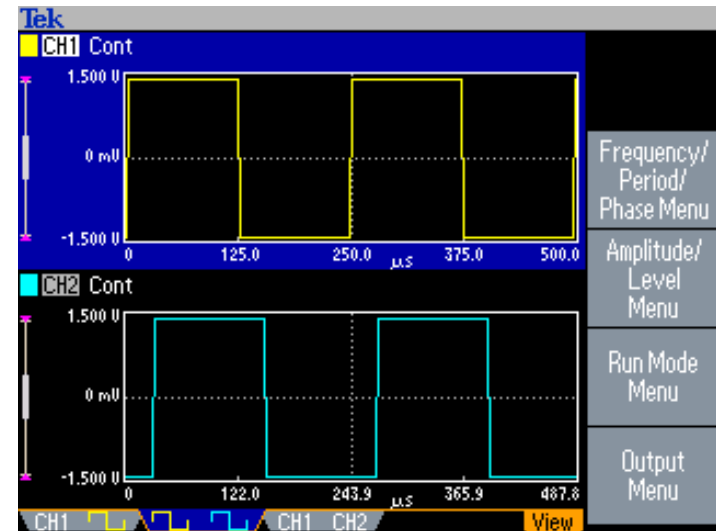 Tek
CH1 Cont
1.500 V
0 mV
-1.500 V
0 125.0 250.0 µs 375.0 500.0
CH2 Cont
1.500 V
0 mV
-1.500 V
0 122.0 243.9 µs 365.9 487.8
CH1 CH1 CH2 View
Frequency/
Period/
Phase Menu
Amplitude/
Level
Menu
Run Mode
Menu
Output
Menu